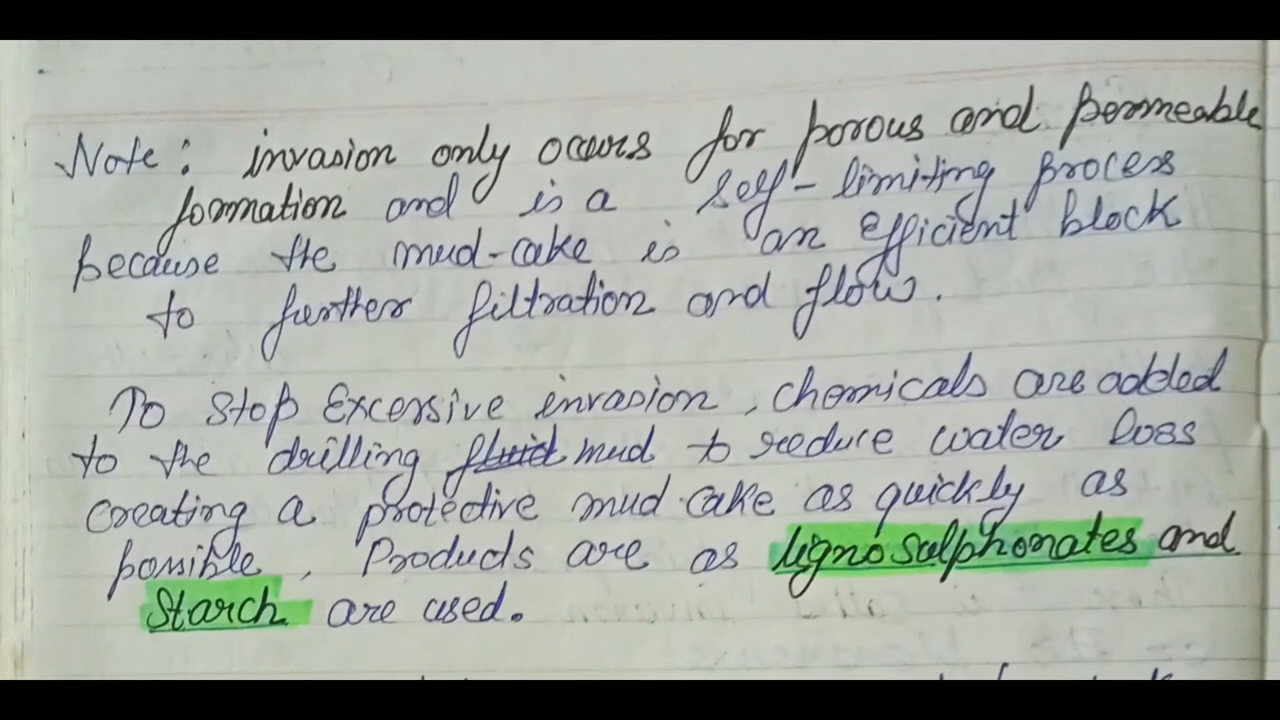 Note: invasion only occurs for porous and permeable
formation and is a self-limiting process
because the mud-cake is an efficient block
to further filtration and flow.
To stop Excessive invasion, chemicals are added
to the drilling fluid mud to reduce water loss
creating a protective mud cake as quickly as
possible, Products are as lignosulphonates and
Starch are used.